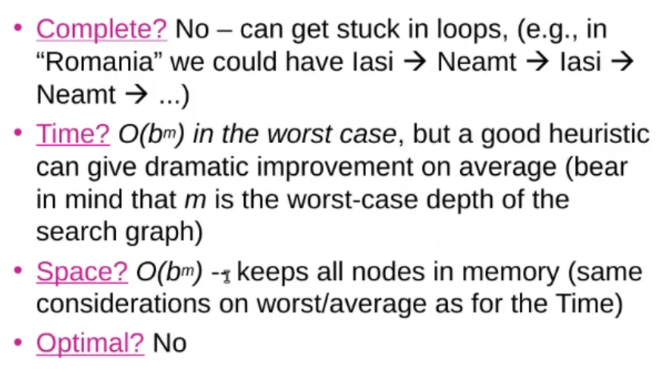 • Complete? No – can get stuck in loops, (e.g., in
“Romania” we could have Iasi → Neamt → Iasi →
Neamt → ...)
• Time? O(bᵐ) in the worst case, but a good heuristic
can give dramatic improvement on average (bear
in mind that m is the worst-case depth of the
search graph)
• Space? O(bᵐ) -- keeps all nodes in memory (same
considerations on worst/average as for the Time)
• Optimal? No